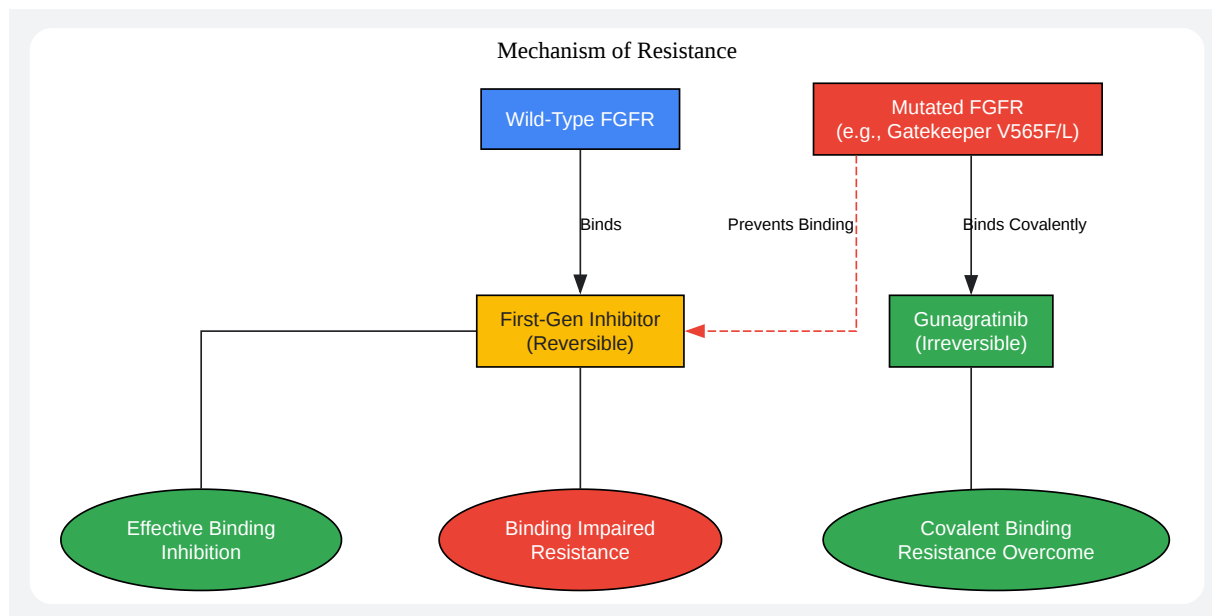 Mechanism of Resistance
Wild-Type FGFR
Mutated FGFR
(e.g., Gatekeeper V565F/L)
Binds
Prevents Binding
Binds Covalently
First-Gen Inhibitor
(Reversible)
Gunagratinib
(Irreversible)
Effective Binding
Inhibition
Binding Impaired
Resistance
Covalent Binding
Resistance Overcome